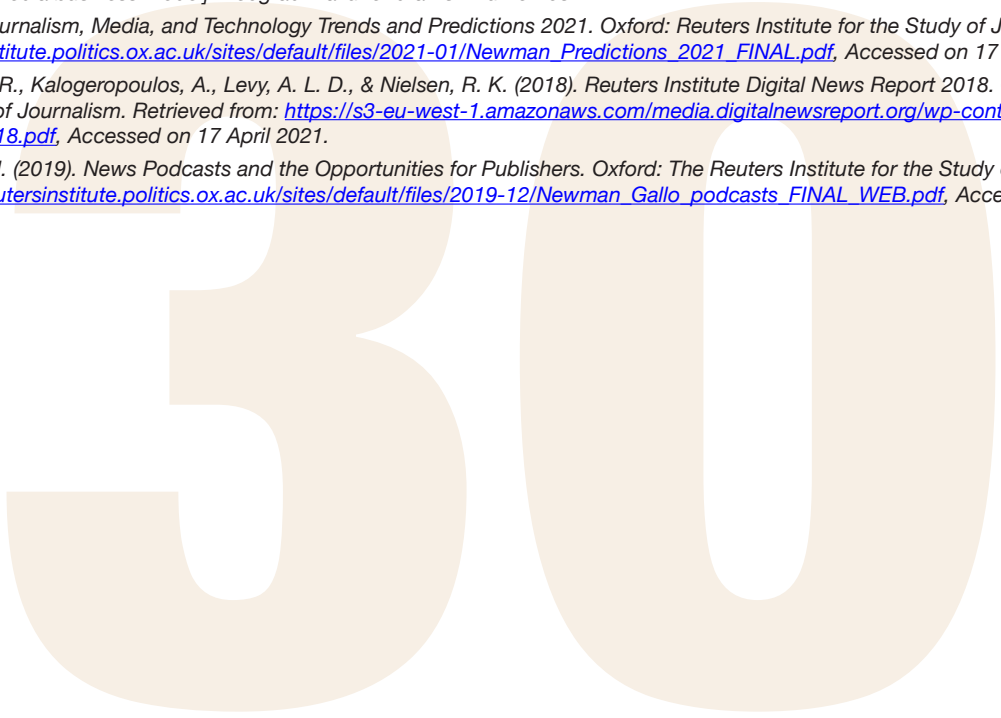 urnalism, Media, and Technology Trends and Predictions 2021. Oxford: Reuters Institute for the Study of J
titute.politics.ox.ac.uk/sites/default/files/2021-01/Newman_Predictions_2021_FINAL.pdf, Accessed on 17
R., Kalogeropoulos, A., Levy, A. L. D., & Nielsen, R. K. (2018). Reuters Institute Digital News Report 2018.
of Journalism. Retrieved from: https://s3-eu-west-1.amazonaws.com/media.digitalnewsreport.org/wp-cont
18.pdf, Accessed on 17 April 2021.
. (2019). News Podcasts and the Opportunities for Publishers. Oxford: The Reuters Institute for the Study
utersinstitute.politics.ox.ac.uk/sites/default/files/2019-12/Newman_Gallo_podcasts_FINAL_WEB.pdf, Acce
30